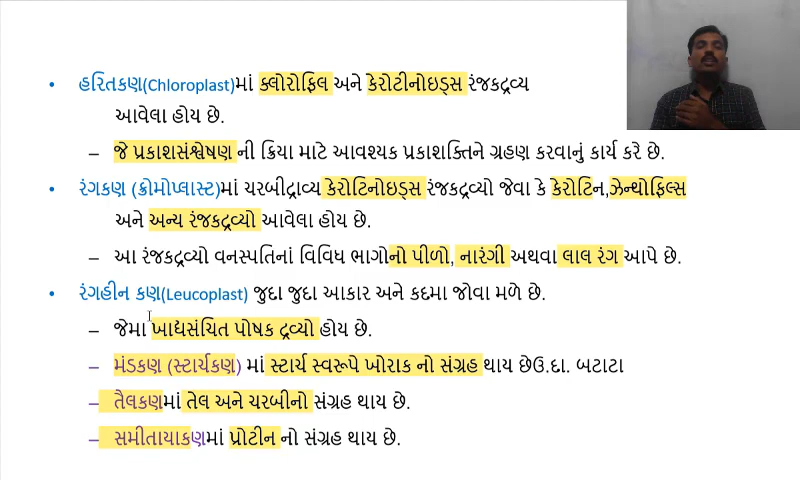 • હરિતકણ(Chloroplast)માં ક્લોરોફિલ અને કેરોટીનોઇડ્સ રંજકદ્રવ્ય
આવેલા હોય છે.
– જે પ્રકાશસંશ્લેષણ ની ક્રિયા માટે આવશ્યક પ્રકાશક્તિને ગ્રહણ કરવાનું કાર્ય કરે છે.
• રંગકણ (ક્રોમોપ્લાસ્ટ)માં ચરબીદ્રાવ્ય કેરોટિનોઇડ્સ રંજકદ્રવ્યો જેવા કે કેરોટિન,ઝેન્થોફિલ્સ
અને અન્ય રંજકદ્રવ્યો આવેલા હોય છે.
– આ રંજકદ્રવ્યો વનસ્પતિનાં વિવિધ ભાગોનો પીળો, નારંગી અથવા લાલ રંગ આપે છે.
• રંગહીન કણ(Leucoplast) જુદા જુદા આકાર અને કદમા જોવા મળે છે.
– જેમા ખાદ્યસંચિત પોષક દ્રવ્યો હોય છે.
– મંડકણ (સ્ટાર્ચકણ) માં સ્ટાર્ચ સ્વરૂપે ખોરાક નો સંગ્રહ થાય છેઉ.દા. બટાટા
– તૈલકણમાં તેલ અને ચરબીનો સંગ્રહ થાય છે.
– સમીતાયાકણમાં પ્રોટીન નો સંગ્રહ થાય છે.